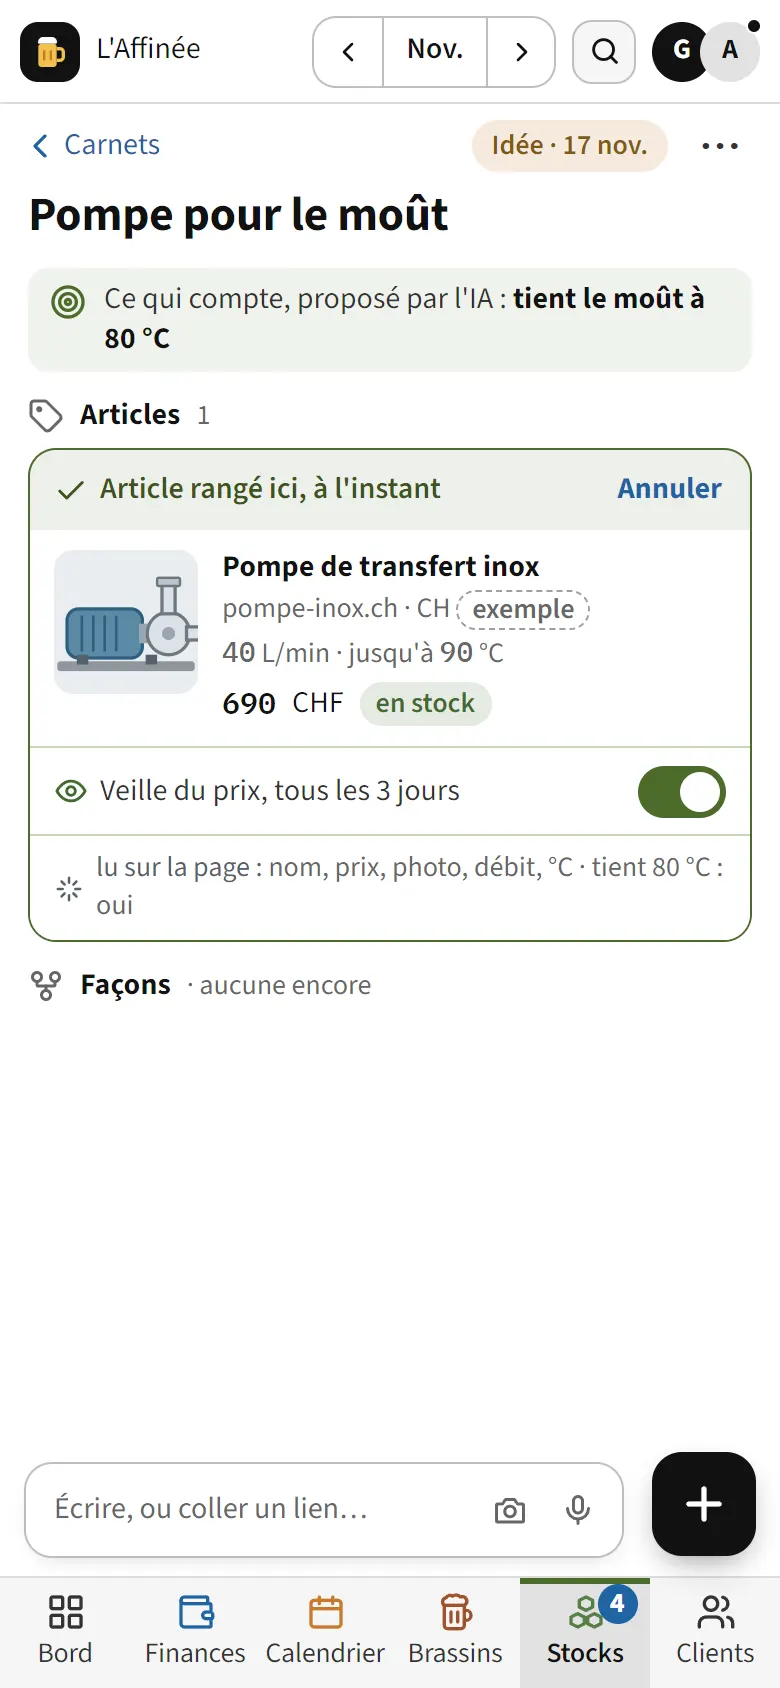 L'Affinée
Nov.
G
A
Carnets
Idée · 17 nov.
Pompe pour le moût
Ce qui compte, proposé par l'IA : tient le moût à
80 °C
Articles 1
Article rangé ici, à l'instant
Annuler
Pompe de transfert inox
pompe-inox.ch · CH exemple
40 L/min · jusqu'à 90 °C
690 CHF en stock
Veille du prix, tous les 3 jours
lu sur la page : nom, prix, photo, débit, °C · tient 80 °C :
oui
Façons · aucune encore
Écrire, ou coller un lien…
4
Bord
Finances
Calendrier
Brassins
Stocks
Clients